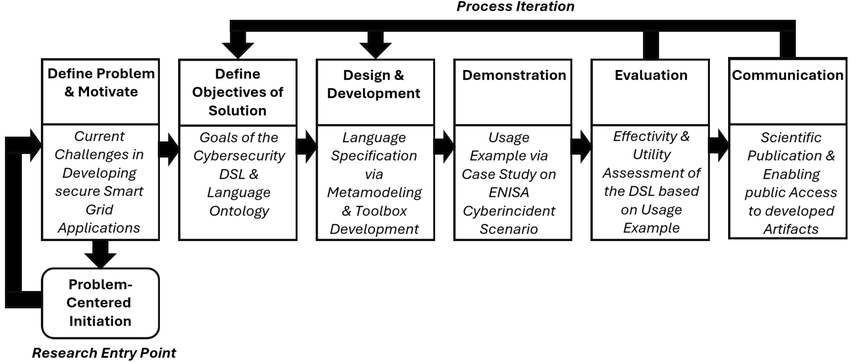 Process Iteration
Define Problem
& Motivate
Current
Challenges in
Developing
secure Smart
Grid
Applications
Define
Objectives of
Solution
Goals of the
Cybersecurity
DSL &
Language
Ontology
Design &
Development
Language
Specification
via
Metamodeling
& Toolbox
Development
Demonstration
Usage
Example via
Case Study on
ENISA
Cyberincident
Scenario
Evaluation
Effectivity &
Utility
Assessment of
the DSL based
on Usage
Example
Communication
Scientific
Publication &
Enabling
public Access
to developed
Artifacts
Problem-
Centered
Initiation
Research Entry Point